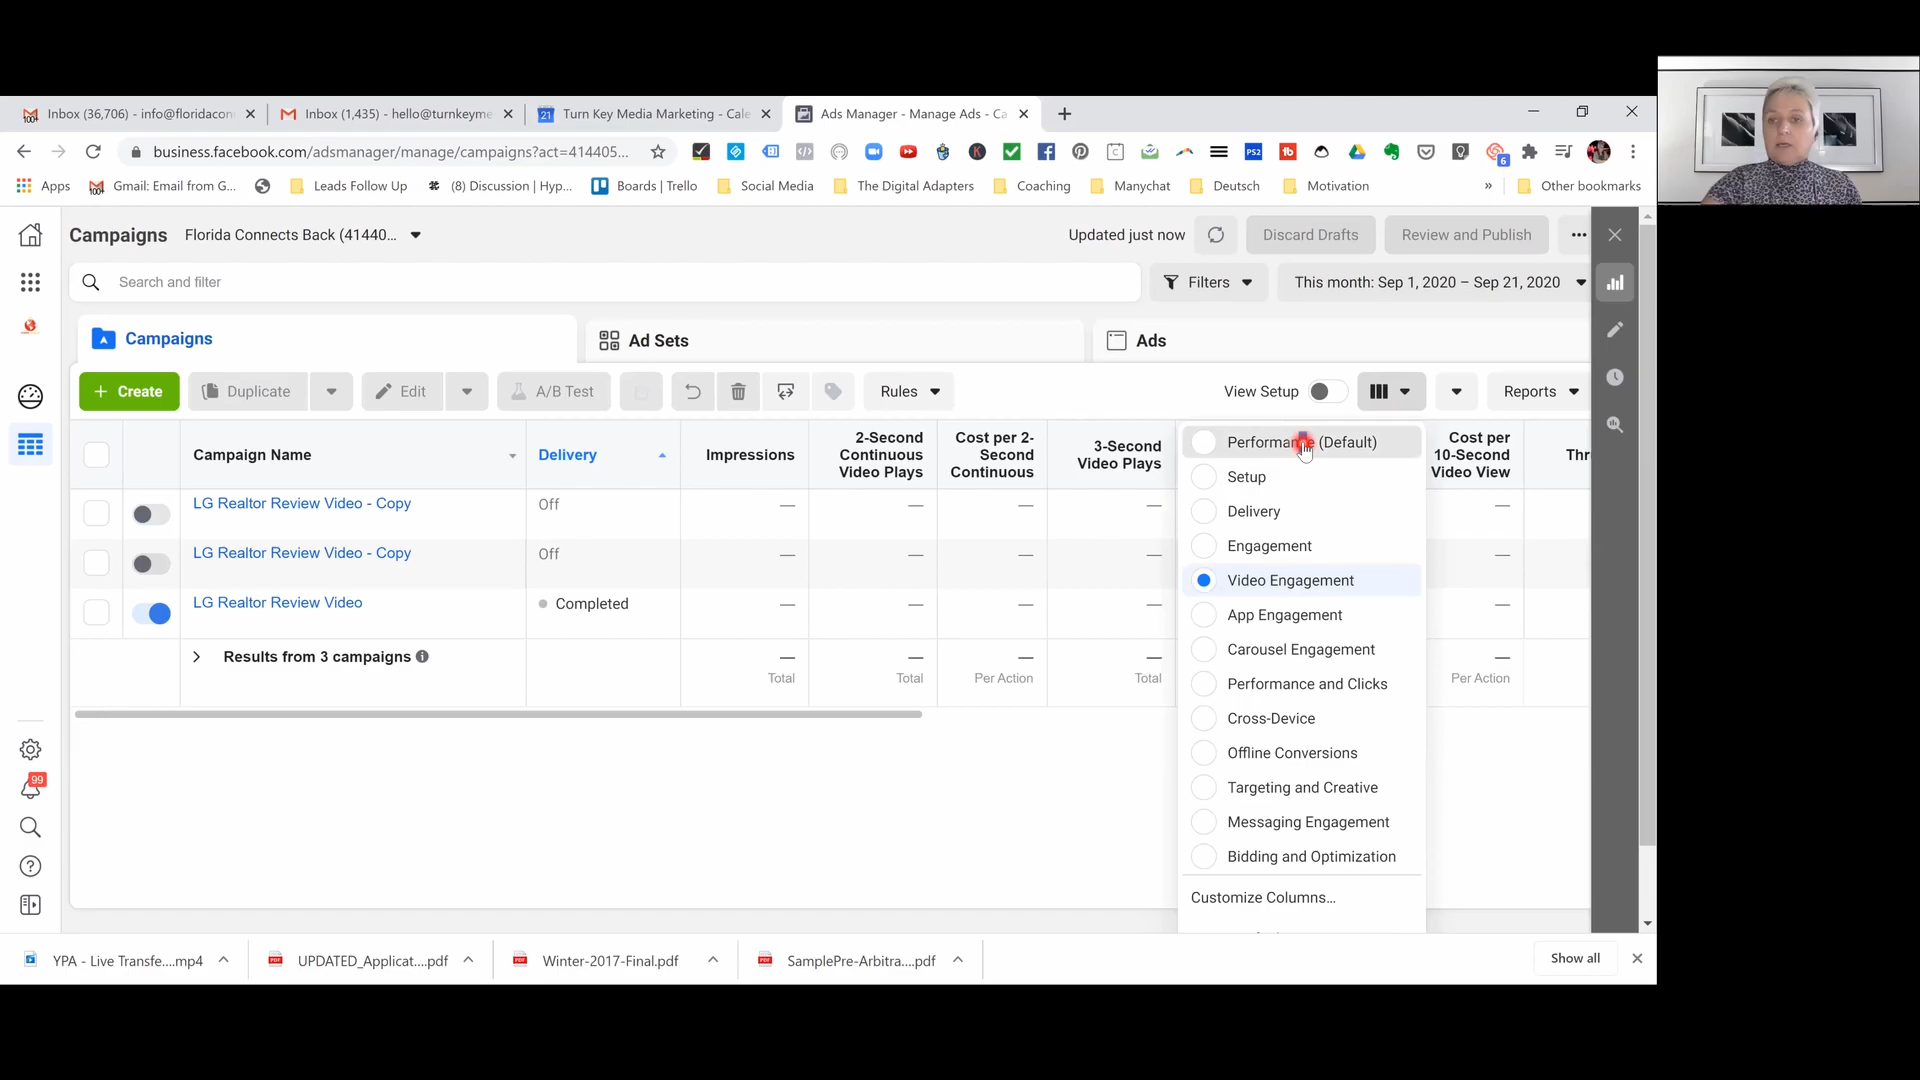 Inbox (36,706) - info@floridacon
Inbox (1,435) - hello@turnkeyme
21
Turn Key Media Marketing - Cale
Ads Manager - Manage Ads - Ca
business.facebook.com/adsmanager/manage/campaigns?act=414405...
PS2
6
Apps
Gmail: Email from G...
Leads Follow Up
(8) Discussion | Hyp...
Boards | Trello
Social Media
The Digital Adapters
Coaching
Manychat
Deutsch
Motivation
»
Other bookmarks
Campaigns
Florida Connects Back (41440...
Updated just now
Discard Drafts
Review and Publish
Search and filter
Filters
This month: Sep 1, 2020 – Sep 21, 2020
Campaigns
Ad Sets
Ads
+ Create
Duplicate
Edit
A/B Test
Rules
View Setup
Reports
Campaign Name
Delivery
Impressions
2-Second
Continuous
Video Plays
Cost per 2-
Second
Continuous
3-Second
Video Plays
Cost per
10-Second
Video View
Thr
LG Realtor Review Video - Copy
Off
—
—
—
—
—
LG Realtor Review Video - Copy
Off
—
—
—
—
—
LG Realtor Review Video
Completed
—
—
—
—
—
Results from 3 campaigns
—
Total
—
Total
—
Per Action
—
Total
—
Per Action
Performance (Default)
Setup
Delivery
Engagement
Video Engagement
App Engagement
Carousel Engagement
Performance and Clicks
Cross-Device
Offline Conversions
Targeting and Creative
Messaging Engagement
Bidding and Optimization
Customize Columns...
99
YPA - Live Transfe....mp4
UPDATED_Applicat....pdf
Winter-2017-Final.pdf
SamplePre-Arbitra....pdf
Show all